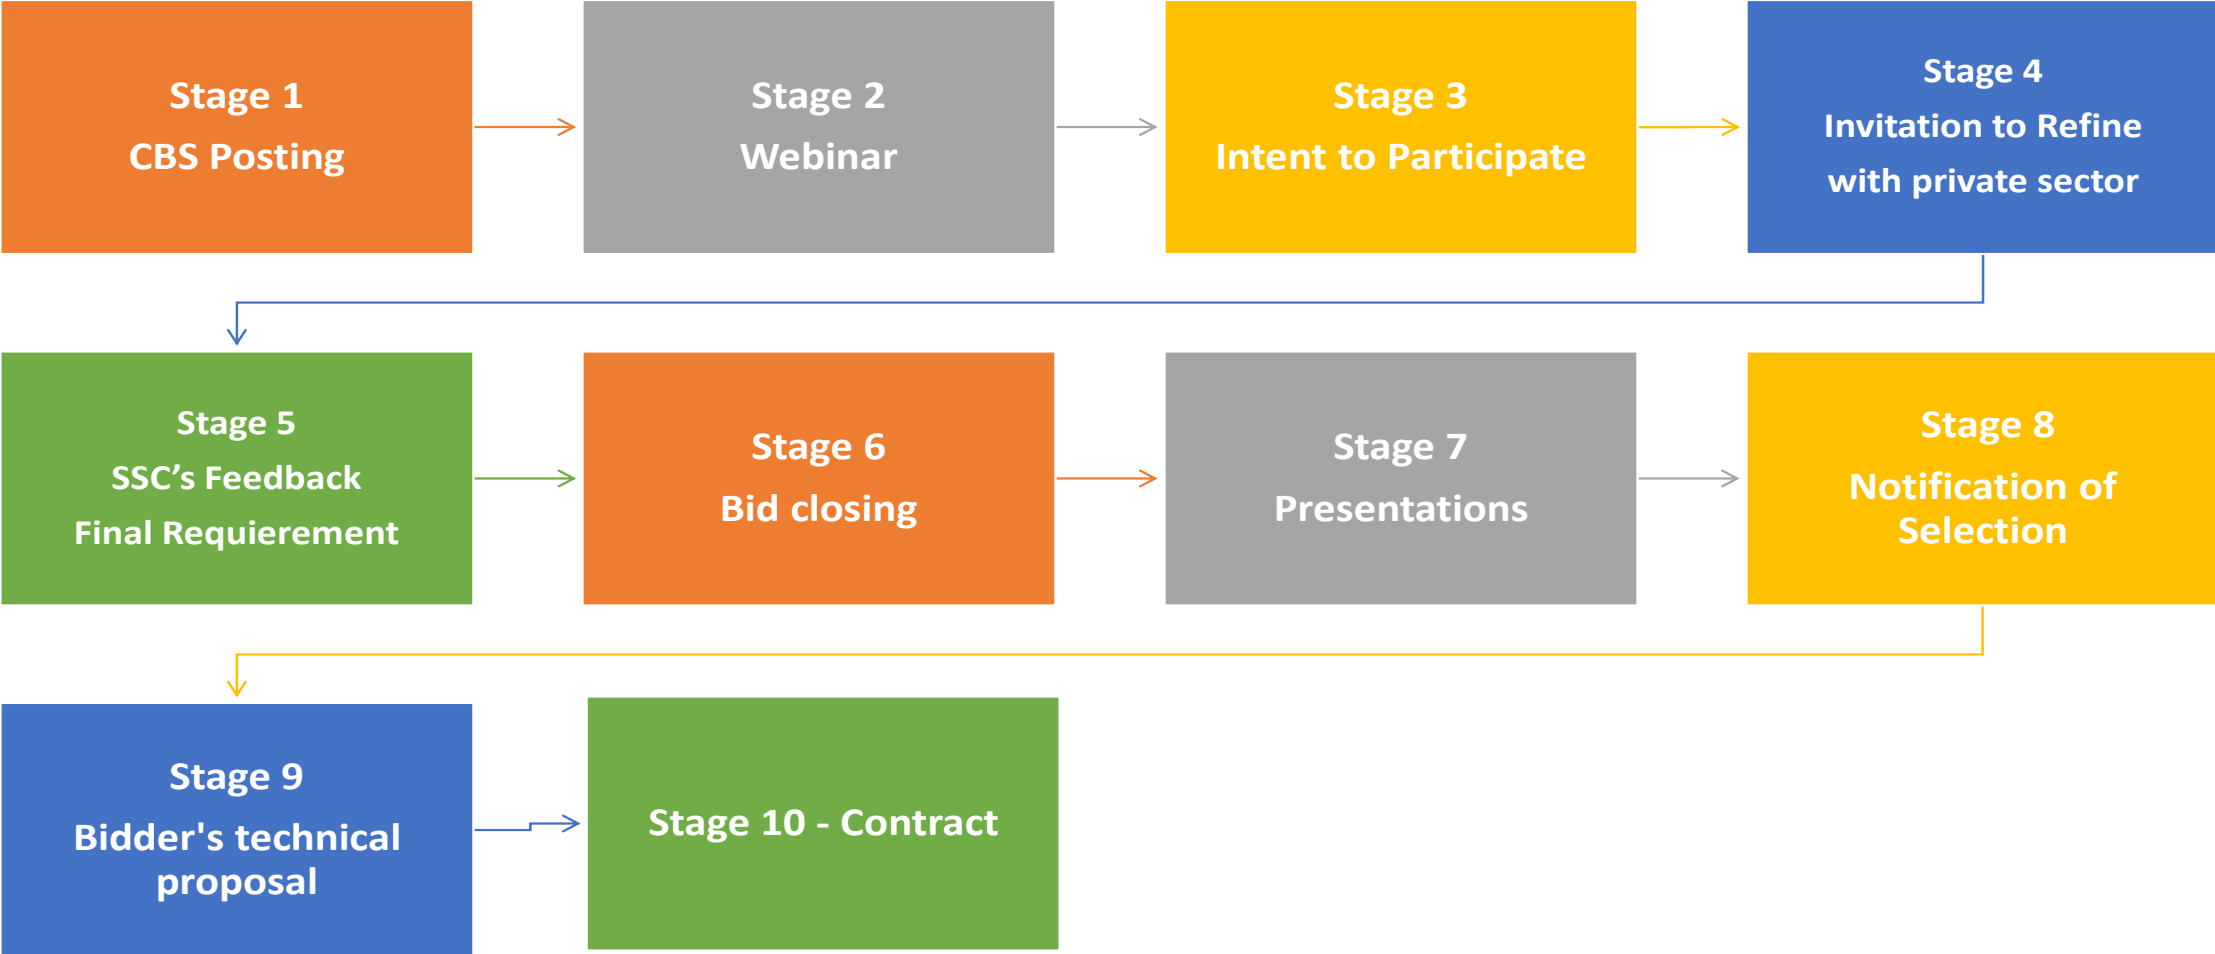 Stage 1
CBS Posting
Stage 2
Webinar
Stage 3
Intent to Participate
Stage 4
Invitation to Refine
with private sector
Stage 5
SSC’s Feedback
Final Requierement
Stage 6
Bid closing
Stage 7
Presentations
Stage 8
Notification of
Selection
Stage 9
Bidder's technical
proposal
Stage 10 - Contract